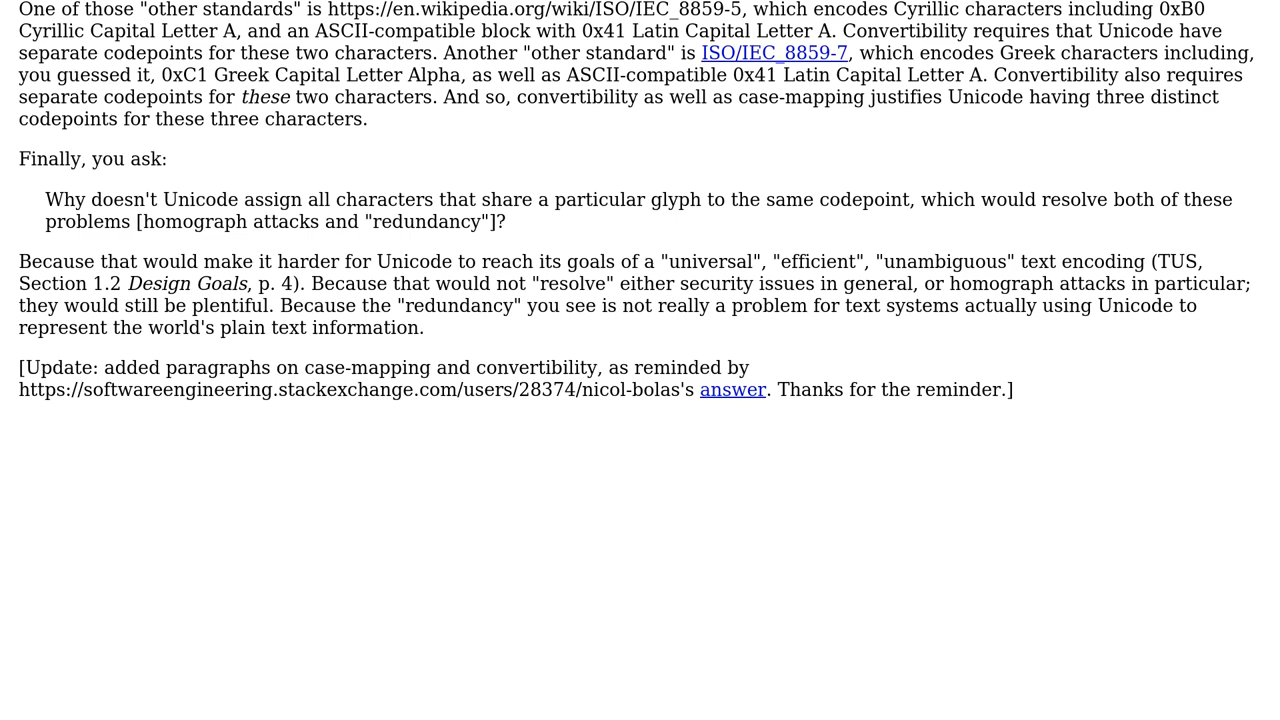 One of those "other standards" is https://en.wikipedia.org/wiki/ISO/IEC_8859-5, which encodes Cyrillic characters including 0xB0
Cyrillic Capital Letter A, and an ASCII-compatible block with 0x41 Latin Capital Letter A. Convertibility requires that Unicode have
separate codepoints for these two characters. Another "other standard" is ISO/IEC_8859-7, which encodes Greek characters including,
you guessed it, 0xC1 Greek Capital Letter Alpha, as well as ASCII-compatible 0x41 Latin Capital Letter A. Convertibility also requires
separate codepoints for these two characters. And so, convertibility as well as case-mapping justifies Unicode having three distinct
codepoints for these three characters.
Finally, you ask:
Why doesn't Unicode assign all characters that share a particular glyph to the same codepoint, which would resolve both of these
problems [homograph attacks and "redundancy"]?
Because that would make it harder for Unicode to reach its goals of a "universal", "efficient", "unambiguous" text encoding (TUS,
Section 1.2 Design Goals, p. 4). Because that would not "resolve" either security issues in general, or homograph attacks in particular;
they would still be plentiful. Because the "redundancy" you see is not really a problem for text systems actually using Unicode to
represent the world's plain text information.
[Update: added paragraphs on case-mapping and convertibility, as reminded by
https://softwareengineering.stackexchange.com/users/28374/nicol-bolas's answer. Thanks for the reminder.]